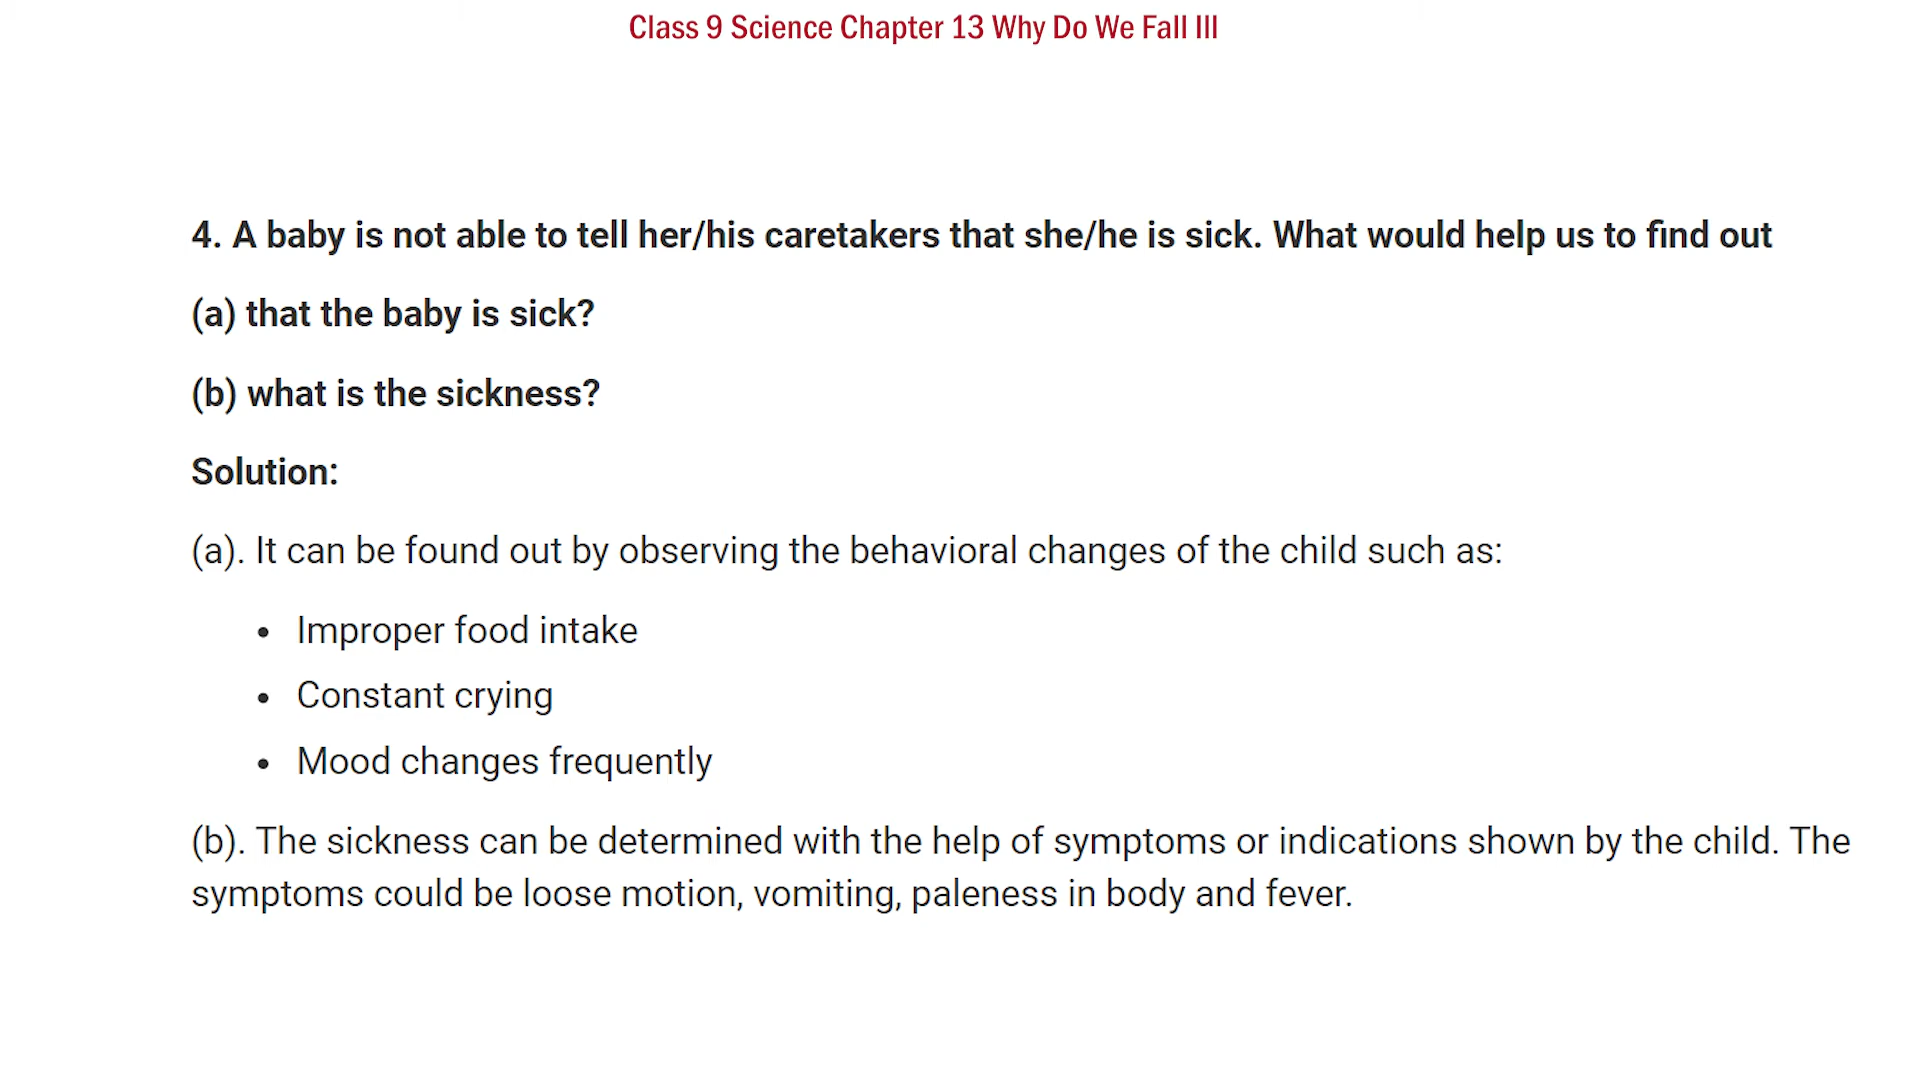 Class 9 Science Chapter 13 Why Do We Fall Ill
4. A baby is not able to tell her/his caretakers that she/he is sick. What would help us to find out
(a) that the baby is sick?
(b) what is the sickness?
Solution:
(a). It can be found out by observing the behavioral changes of the child such as:
• Improper food intake
• Constant crying
• Mood changes frequently
(b). The sickness can be determined with the help of symptoms or indications shown by the child. The
symptoms could be loose motion, vomiting, paleness in body and fever.